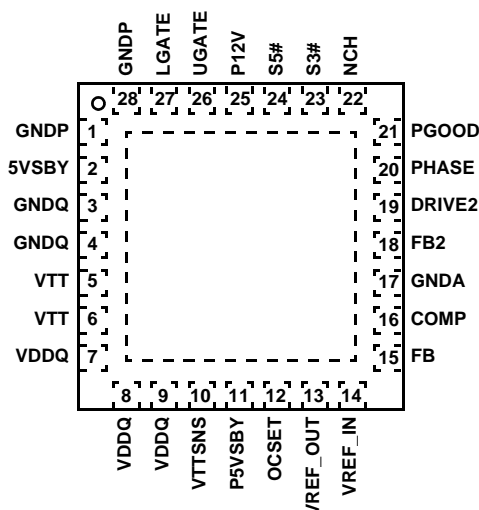 GNDP
LGATE
UGATE
P12V
S5#
S3#
NCH
28 27 26 25 24 23 22
GNDP 1
5VSBY 2
GNDQ 3
GNDQ 4
VTT 5
VTT 6
VDDQ 7
21 PGOOD
20 PHASE
19 DRIVE2
18 FB2
17 GNDA
16 COMP
15 FB
8 9 10 11 12 13 14
VDDQ
VDDQ
VTTSNS
P5VSBY
OCSET
VREF_OUT
VREF_IN